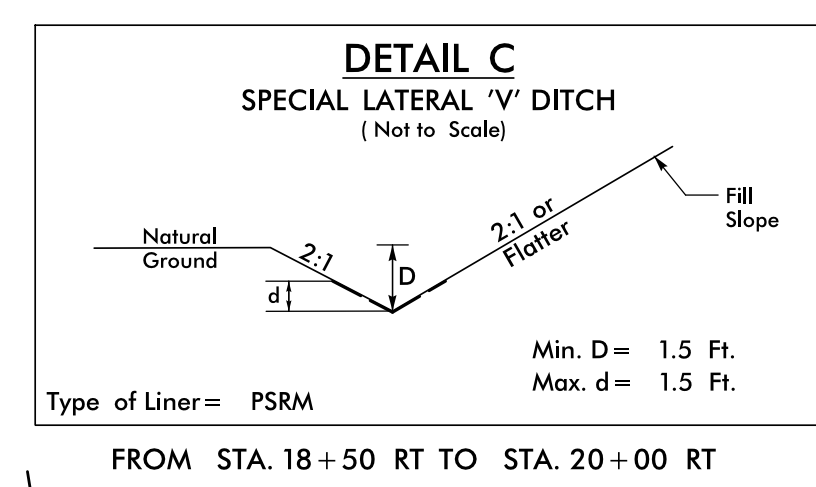 DETAIL C
SPECIAL LATERAL 'V' DITCH
( Not to Scale)
Natural
Ground
2:1
d
D
2:1 or
Flatter
Fill
Slope
Min. D = 1.5 Ft.
Max. d = 1.5 Ft.
Type of Liner = PSRM
FROM STA. 18+50 RT TO STA. 20+00 RT